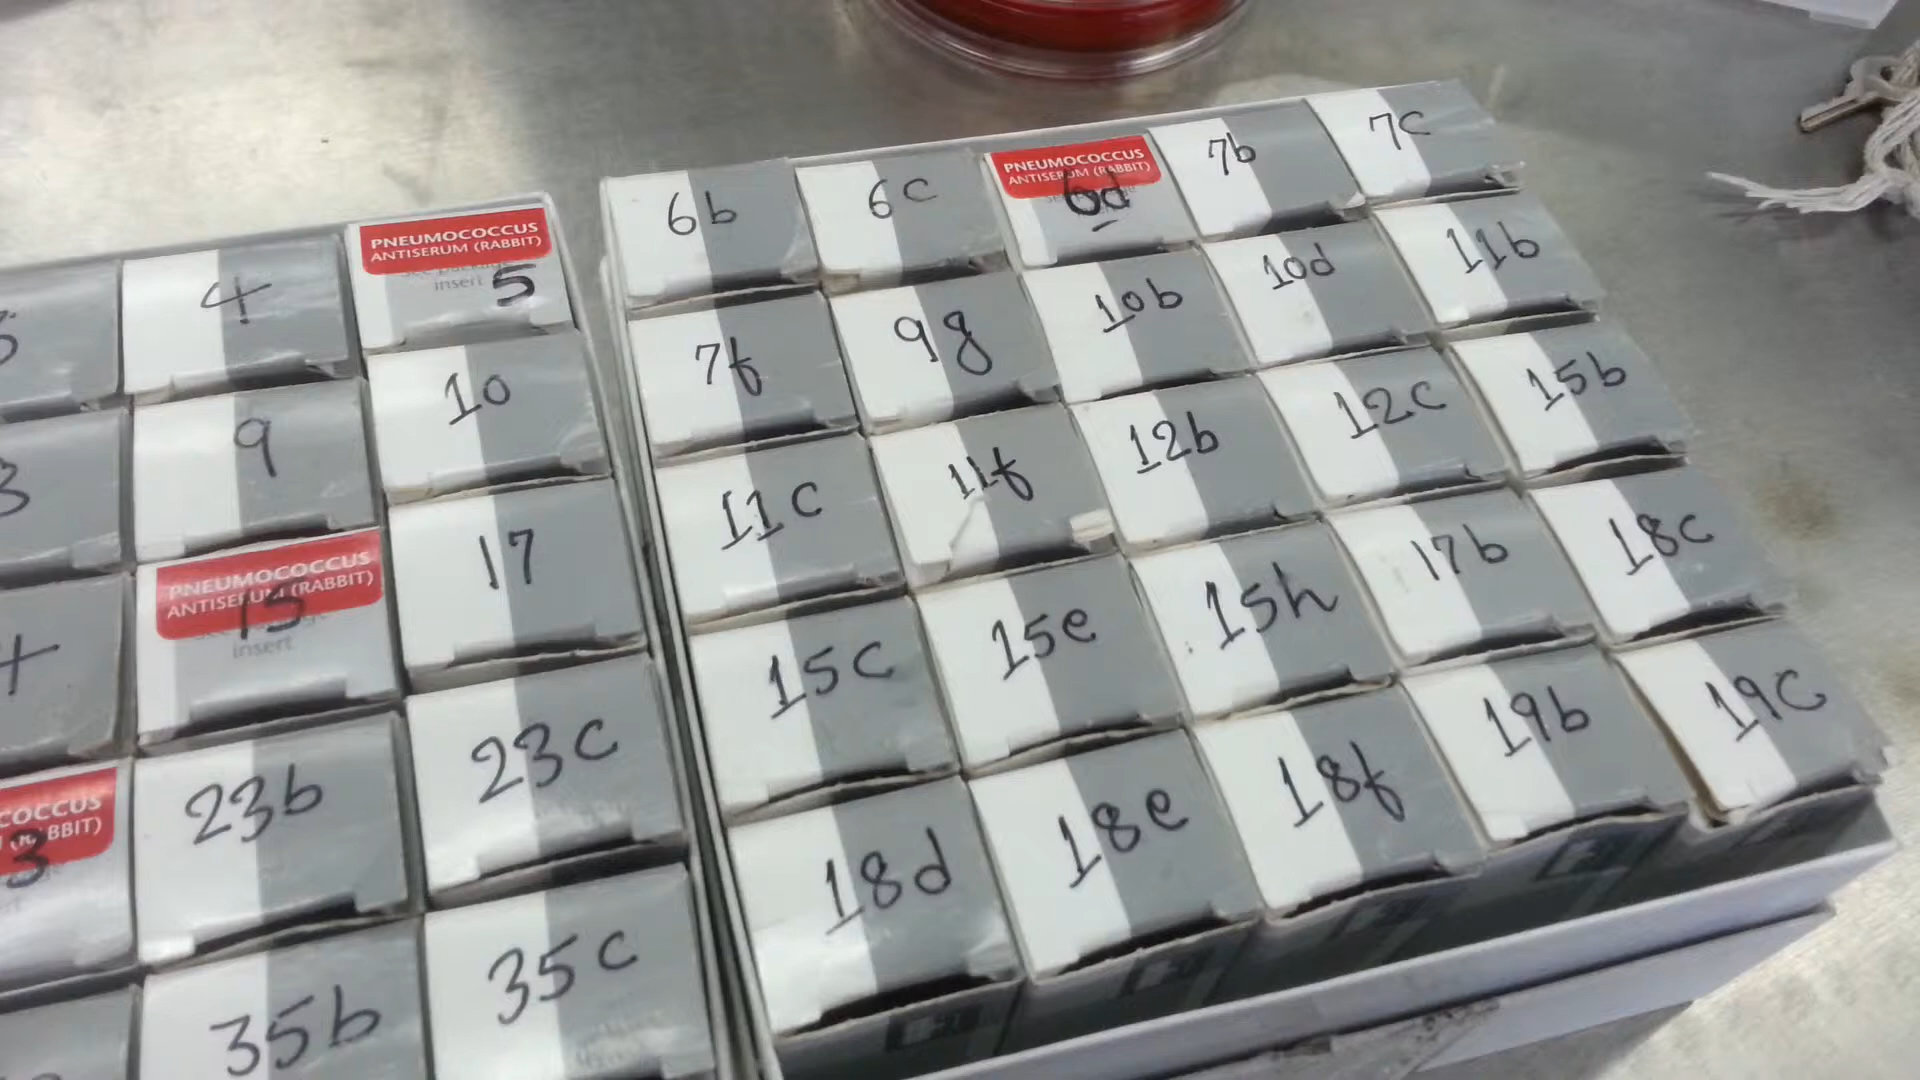 4
PNEUMOCOCCUS
ANTISERUM (RABBIT)
insert 5
9
10
PNEUMOCOCCUS
ANTISERUM (RABBIT)
15
insert
17
3
23b
23c
35b
35c
6b
6c
PNEUMOCOCCUS
ANTISERUM (RABBIT)
6d
7b
7c
7f
9g
10b
10d
11b
11c
11f
12b
12c
15b
15c
15e
15h
17b
18c
18d
18e
18f
19b
19c